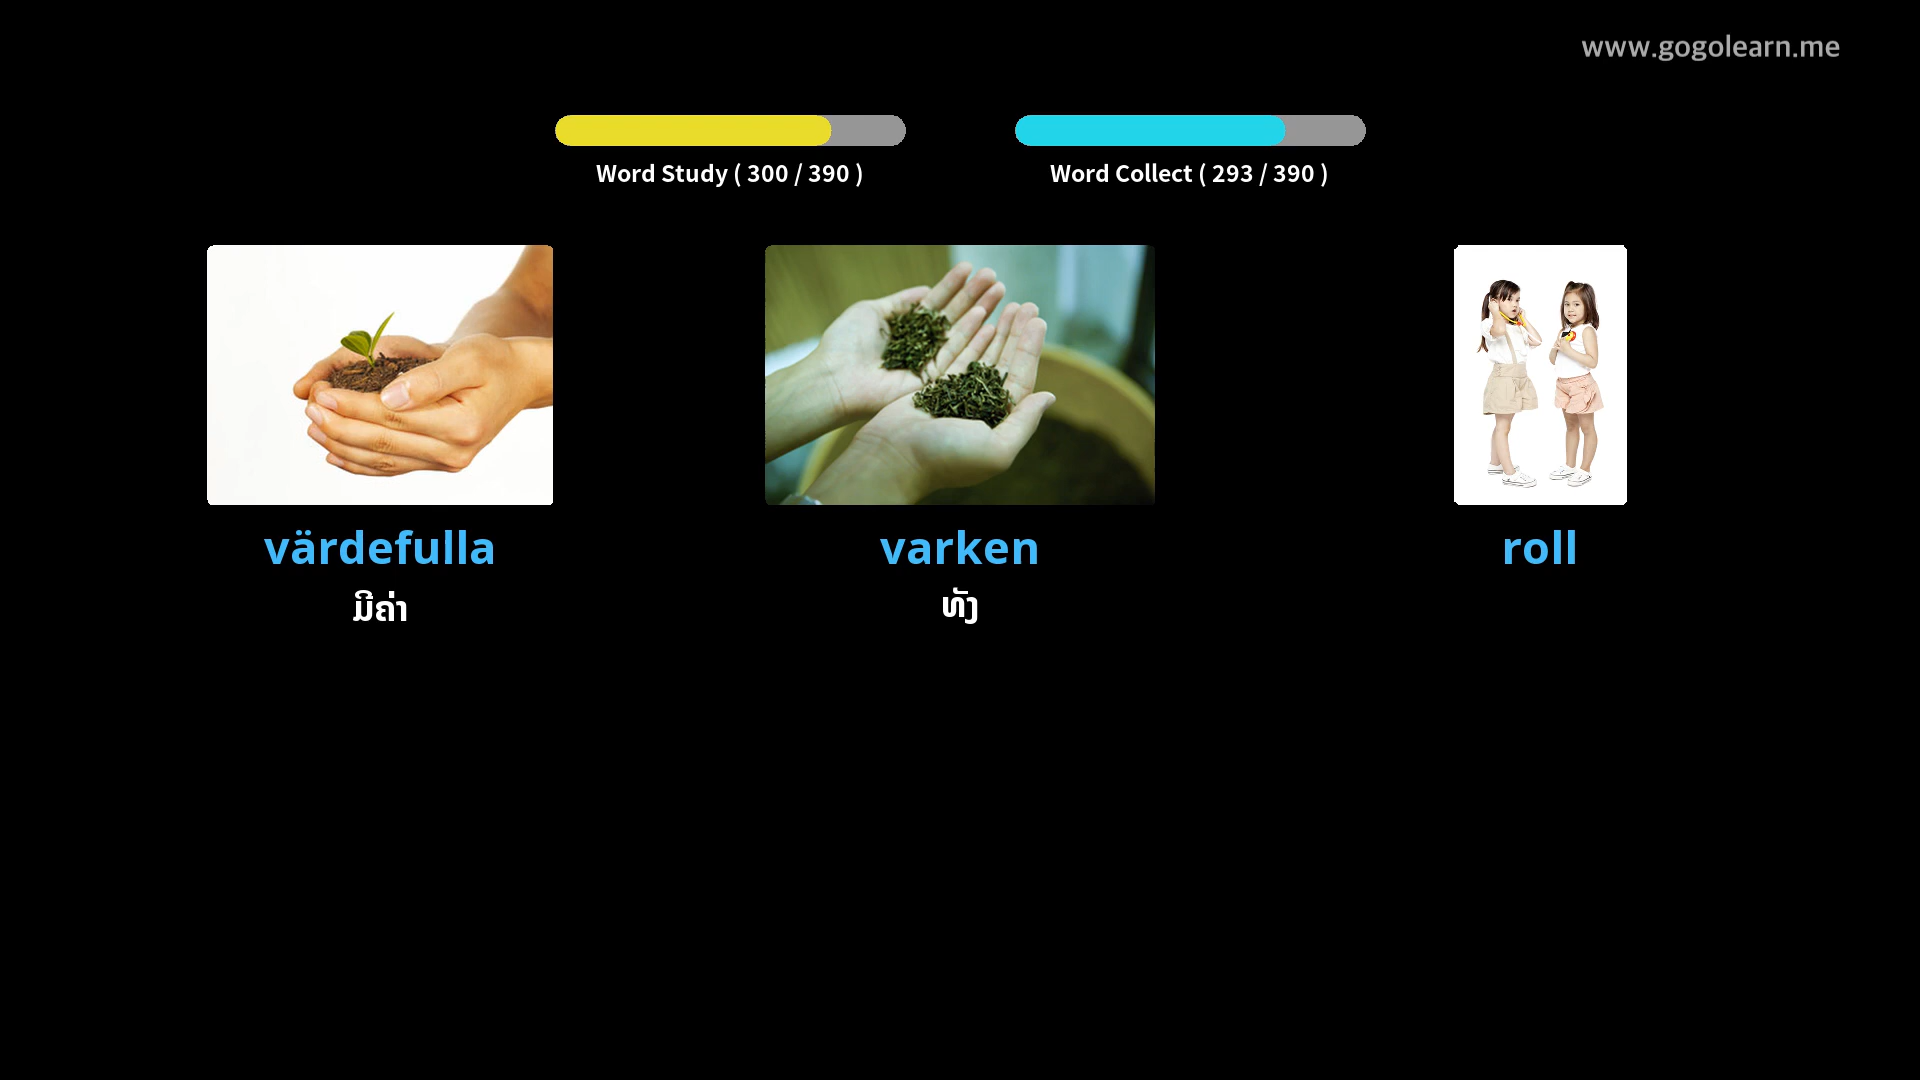 www.gogolearn.me
Word Study ( 300 / 390 )
Word Collect ( 293 / 390 )
värdefulla
varken
roll
ມີຄ່າ
ທັງ